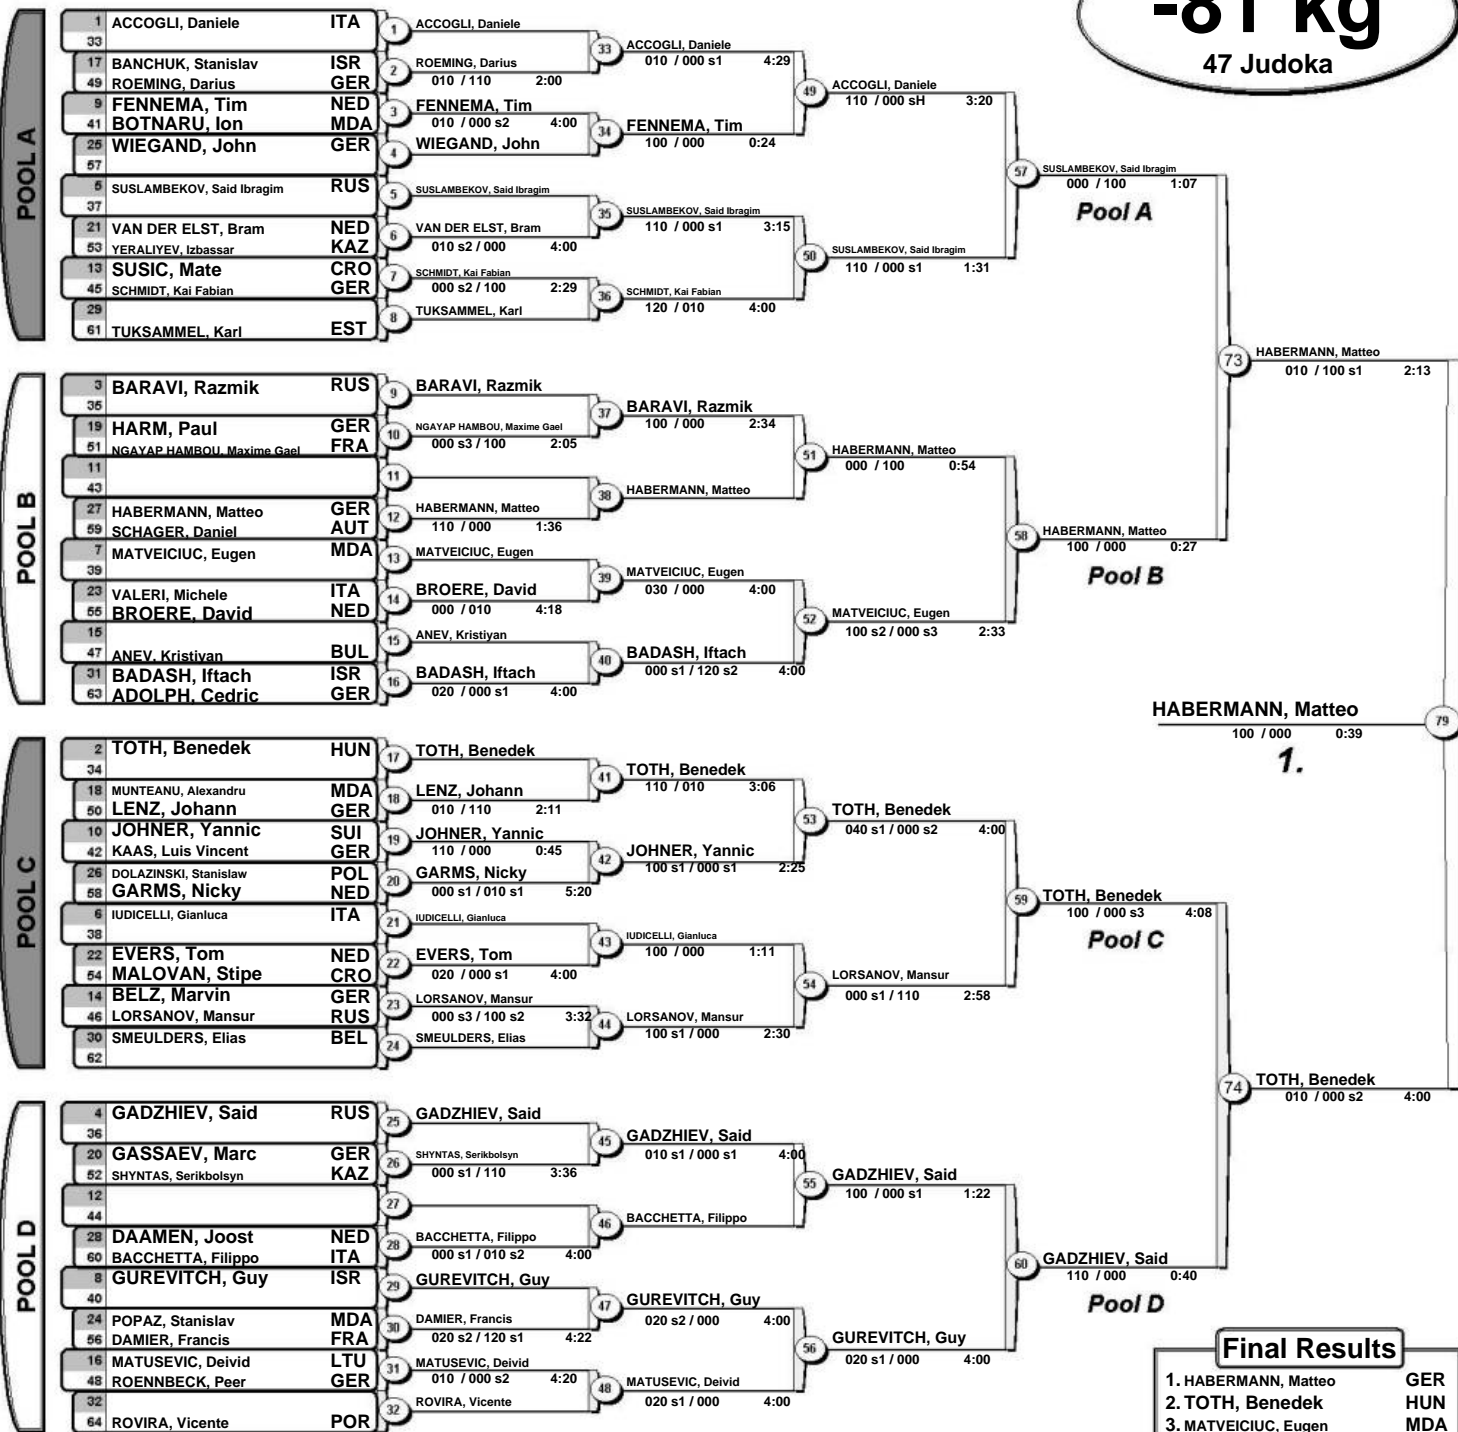 -81 kg
47 Judoka
POOL A
1 ACCOGLI, Daniele ITA
33
17 BANCHUK, Stanislav ISR
49 ROEMING, Darius GER
9 FENNEMA, Tim NED
41 BOTNARU, Ion MDA
25 WIEGAND, John GER
57
5 SUSLAMBEKOV, Said Ibragim RUS
37
21 VAN DER ELST, Bram NED
53 YERALIYEV, Izbassar KAZ
13 SUSIC, Mate CRO
45 SCHMIDT, Kai Fabian GER
29
61 TUKSAMMEL, Karl EST
1 ACCOGLI, Daniele
2 ROEMING, Darius
010 / 110 2:00
3 FENNEMA, Tim
010 / 000 s2 4:00
4 WIEGAND, John
5 SUSLAMBEKOV, Said Ibragim
6 VAN DER ELST, Bram
010 s2 / 000 4:00
7 SCHMIDT, Kai Fabian
000 s2 / 100 2:29
8 TUKSAMMEL, Karl
33 ACCOGLI, Daniele
010 / 000 s1 4:29
34 FENNEMA, Tim
100 / 000 0:24
35 SUSLAMBEKOV, Said Ibragim
110 / 000 s1 3:15
36 SCHMIDT, Kai Fabian
120 / 010 4:00
49 ACCOGLI, Daniele
110 / 000 sH 3:20
50 SUSLAMBEKOV, Said Ibragim
110 / 000 s1 1:31
57 SUSLAMBEKOV, Said Ibragim
000 / 100 1:07
Pool A
POOL B
3 BARAVI, Razmik RUS
35
19 HARM, Paul GER
51 NGAYAP HAMBOU, Maxime Gael FRA
11
43
27 HABERMANN, Matteo GER
59 SCHAGER, Daniel AUT
7 MATVEICIUC, Eugen MDA
39
23 VALERI, Michele ITA
55 BROERE, David NED
15
47 ANEV, Kristiyan BUL
31 BADASH, Iftach ISR
63 ADOLPH, Cedric GER
9 BARAVI, Razmik
10 NGAYAP HAMBOU, Maxime Gael
000 s3 / 100 2:05
11
12 HABERMANN, Matteo
110 / 000 1:36
13 MATVEICIUC, Eugen
14 BROERE, David
000 / 010 4:18
15 ANEV, Kristiyan
16 BADASH, Iftach
020 / 000 s1 4:00
37 BARAVI, Razmik
100 / 000 2:34
38 HABERMANN, Matteo
39 MATVEICIUC, Eugen
030 / 000 4:00
40 BADASH, Iftach
000 s1 / 120 s2 4:00
51 HABERMANN, Matteo
000 / 100 0:54
52 MATVEICIUC, Eugen
100 s2 / 000 s3 2:33
58 HABERMANN, Matteo
100 / 000 0:27
Pool B
73 HABERMANN, Matteo
010 / 100 s1 2:13
HABERMANN, Matteo 79
100 / 000 0:39
1.
POOL C
2 TOTH, Benedek HUN
34
18 MUNTEANU, Alexandru MDA
50 LENZ, Johann GER
10 JOHNER, Yannic SUI
42 KAAS, Luis Vincent GER
26 DOLAZINSKI, Stanislaw POL
58 GARMS, Nicky NED
6 IUDICELLI, Gianluca ITA
38
22 EVERS, Tom NED
54 MALOVAN, Stipe CRO
14 BELZ, Marvin GER
46 LORSANOV, Mansur RUS
30 SMEULDERS, Elias BEL
62
17 TOTH, Benedek
18 LENZ, Johann
010 / 110 2:11
19 JOHNER, Yannic
110 / 000 0:45
20 GARMS, Nicky
000 s1 / 010 s1 5:20
21 IUDICELLI, Gianluca
22 EVERS, Tom
020 / 000 s1 4:00
23 LORSANOV, Mansur
000 s3 / 100 s2 3:32
24 SMEULDERS, Elias
41 TOTH, Benedek
110 / 010 3:06
42 JOHNER, Yannic
100 s1 / 000 s1 2:25
43 IUDICELLI, Gianluca
100 / 000 1:11
44 LORSANOV, Mansur
100 s1 / 000 2:30
53 TOTH, Benedek
040 s1 / 000 s2 4:00
54 LORSANOV, Mansur
000 s1 / 110 2:58
59 TOTH, Benedek
100 / 000 s3 4:08
Pool C
POOL D
4 GADZHIEV, Said RUS
36
20 GASSAEV, Marc GER
52 SHYNTAS, Serikbolsyn KAZ
12
44
28 DAAMEN, Joost NED
60 BACCHETTA, Filippo ITA
8 GUREVITCH, Guy ISR
40
24 POPAZ, Stanislav MDA
56 DAMIER, Francis FRA
16 MATUSEVIC, Deivid LTU
48 ROENNBECK, Peer GER
32
64 ROVIRA, Vicente POR
25 GADZHIEV, Said
26 SHYNTAS, Serikbolsyn
000 s1 / 110 3:36
27
28 BACCHETTA, Filippo
000 s1 / 010 s2 4:00
29 GUREVITCH, Guy
30 DAMIER, Francis
020 s2 / 120 s1 4:22
31 MATUSEVIC, Deivid
010 / 000 s2 4:20
32 ROVIRA, Vicente
45 GADZHIEV, Said
010 s1 / 000 s1 4:00
46 BACCHETTA, Filippo
47 GUREVITCH, Guy
020 s2 / 000 4:00
48 MATUSEVIC, Deivid
020 s1 / 000 4:00
55 GADZHIEV, Said
100 / 000 s1 1:22
56 GUREVITCH, Guy
020 s1 / 000 4:00
60 GADZHIEV, Said
110 / 000 0:40
Pool D
74 TOTH, Benedek
010 / 000 s2 4:00
Final Results
1. HABERMANN, Matteo GER
2. TOTH, Benedek HUN
3. MATVEICIUC, Eugen MDA